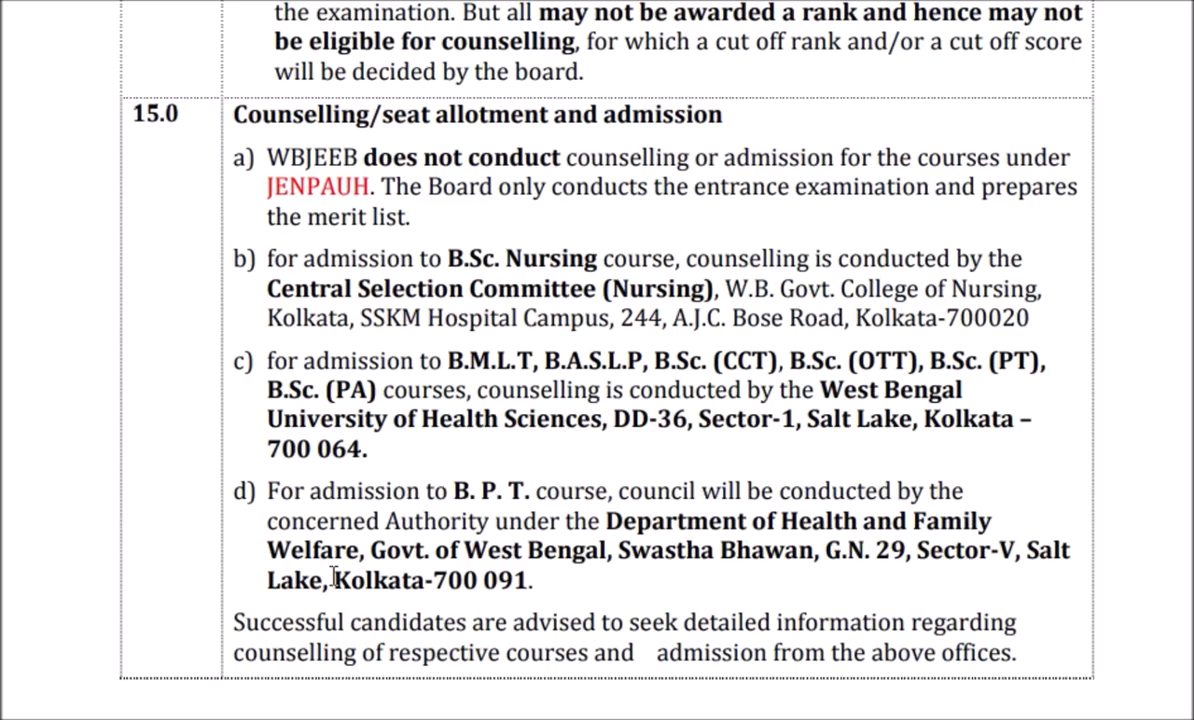 the examination. But all may not be awarded a rank and hence may not
be eligible for counselling, for which a cut off rank and/or a cut off score
will be decided by the board.
15.0 Counselling/seat allotment and admission
a) WBJEEB does not conduct counselling or admission for the courses under
JENPAUH. The Board only conducts the entrance examination and prepares
the merit list.
b) for admission to B.Sc. Nursing course, counselling is conducted by the
Central Selection Committee (Nursing), W.B. Govt. College of Nursing,
Kolkata, SSKM Hospital Campus, 244, A.J.C. Bose Road, Kolkata-700020
c) for admission to B.M.L.T, B.A.S.L.P, B.Sc. (CCT), B.Sc. (OTT), B.Sc. (PT),
B.Sc. (PA) courses, counselling is conducted by the West Bengal
University of Health Sciences, DD-36, Sector-1, Salt Lake, Kolkata –
700 064.
d) For admission to B. P. T. course, council will be conducted by the
concerned Authority under the Department of Health and Family
Welfare, Govt. of West Bengal, Swastha Bhawan, G.N. 29, Sector-V, Salt
Lake, Kolkata-700 091.
Successful candidates are advised to seek detailed information regarding
counselling of respective courses and admission from the above offices.